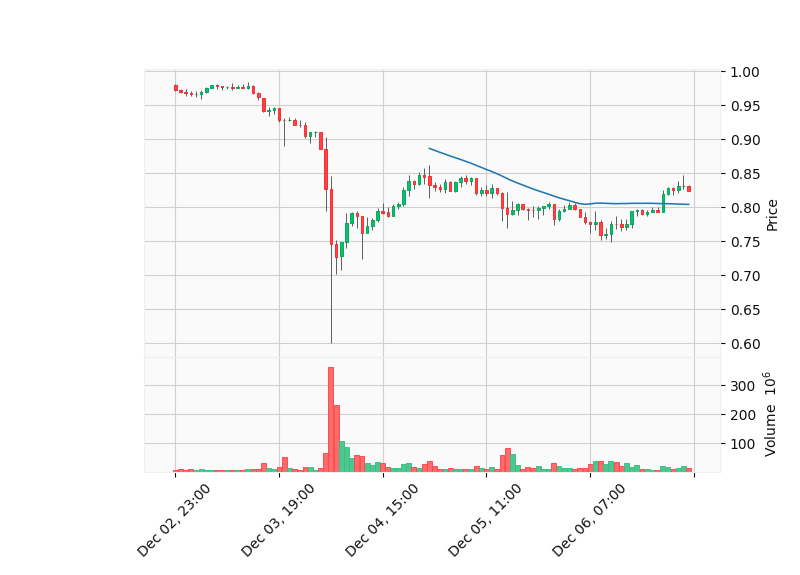 1.00
0.95
0.90
0.85
0.80
0.75
0.70
0.65
0.60
Price
300
200
100
Volume 10^6
Dec 02, 23:00
Dec 03, 19:00
Dec 04, 15:00
Dec 05, 11:00
Dec 06, 07:00